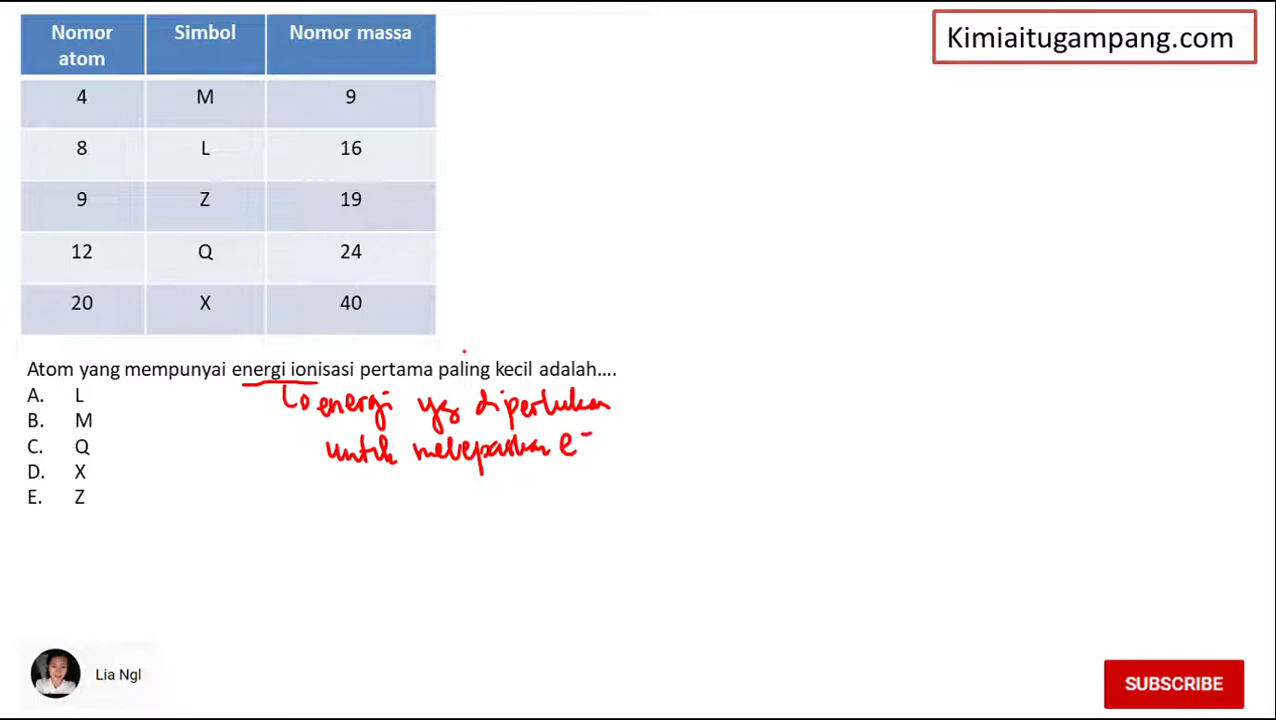 Nomor atom Simbol Nomor massa
4 M 9
8 L 16
9 Z 19
12 Q 24
20 X 40
Kimiaitugampang.com
Atom yang mempunyai energi ionisasi pertama paling kecil adalah....
A. L
B. M
C. Q
D. X
E. Z
energi yg diperlukan
untuk melepaskan e⁻
Lia Ngl
SUBSCRIBE